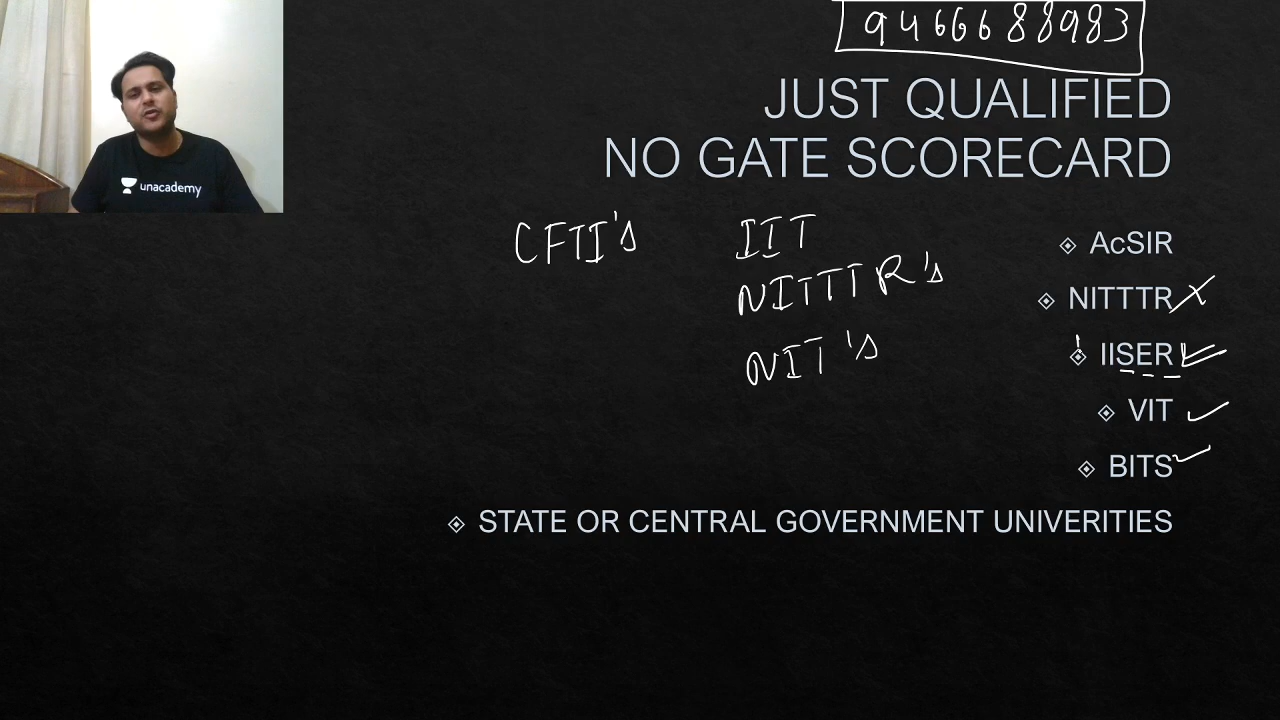 9466688983
JUST QUALIFIED
NO GATE SCORECARD
unacademy
CFTI's
IIT
NITTTR's
NIT's
AcSIR
NITTTR
IISER
VIT
BITS
STATE OR CENTRAL GOVERNMENT UNIVERITIES